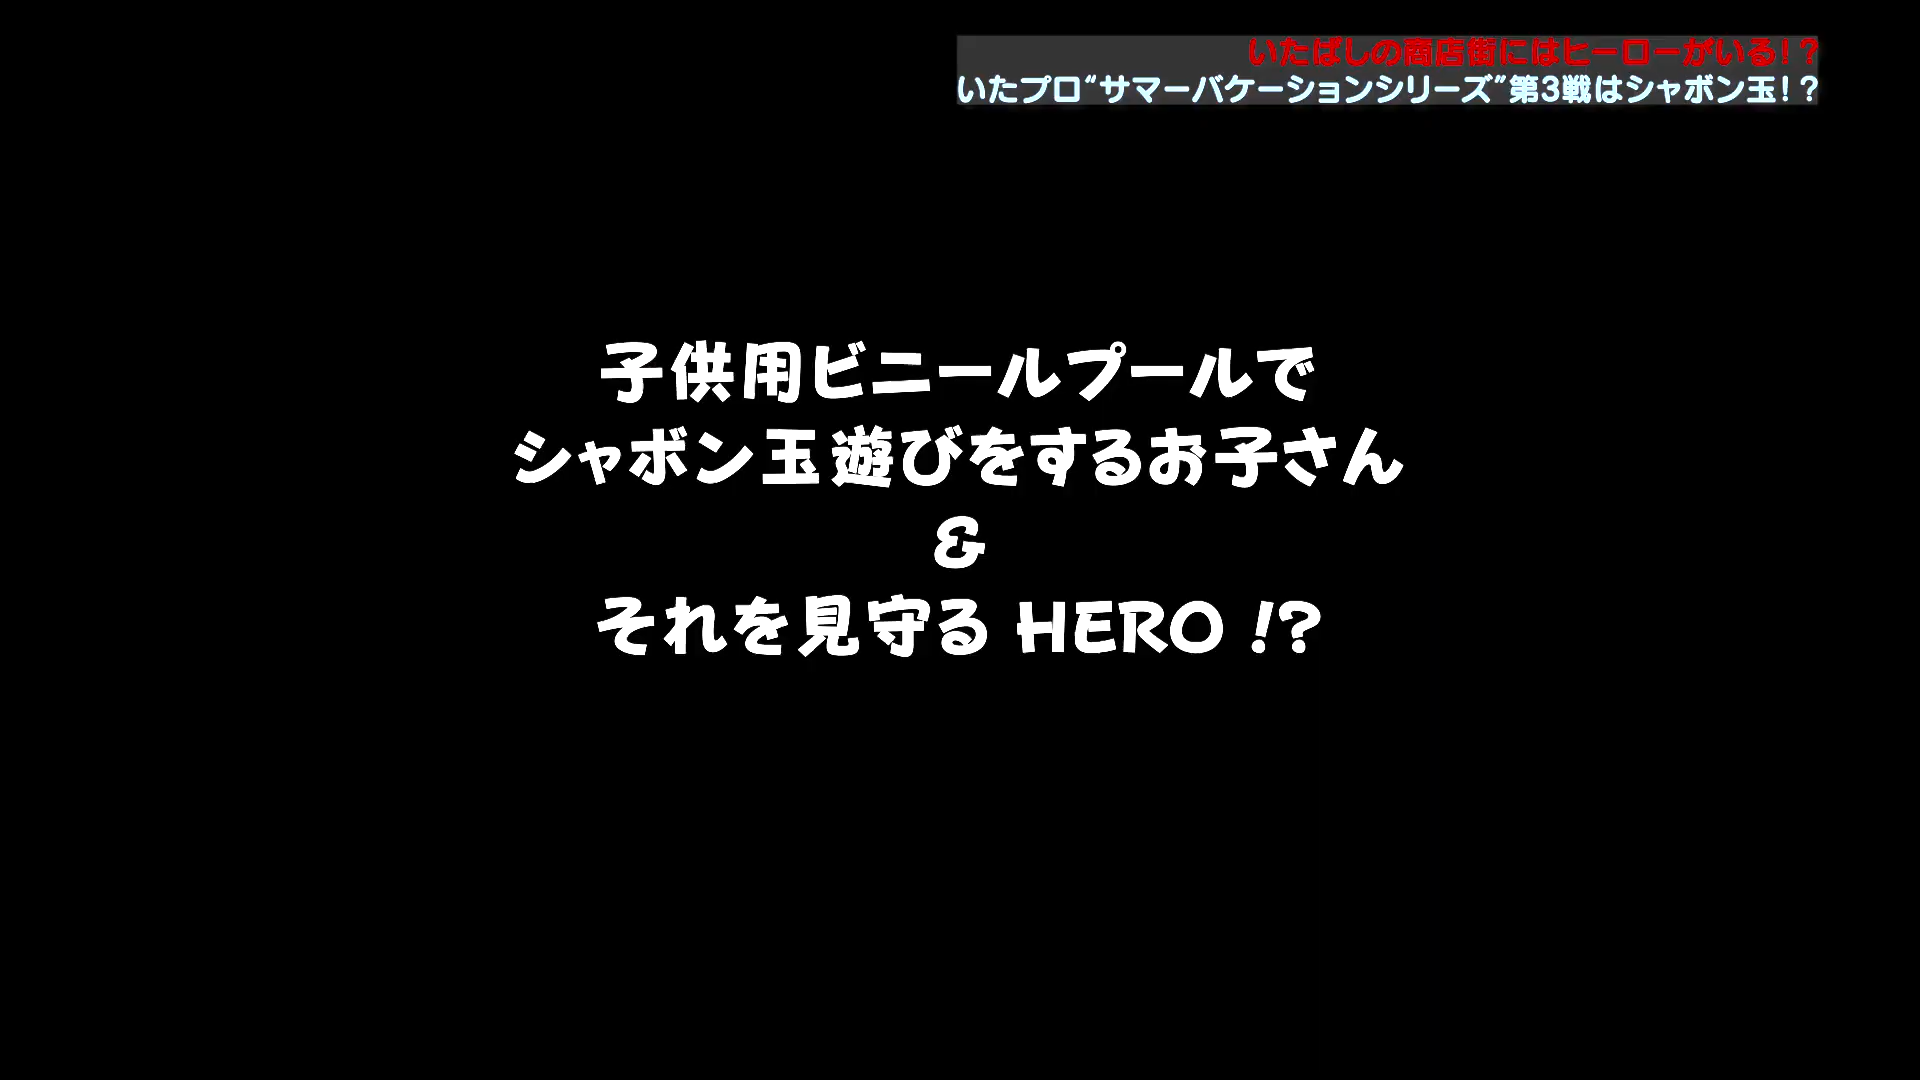 いたばしの商店街にはヒーローがいる！？
いたプロ“サマーバケーションシリーズ”第3戦はシャボン玉！？
子供用ビニールプールで
シャボン玉遊びをするお子さん
&
それを見守る HERO !?